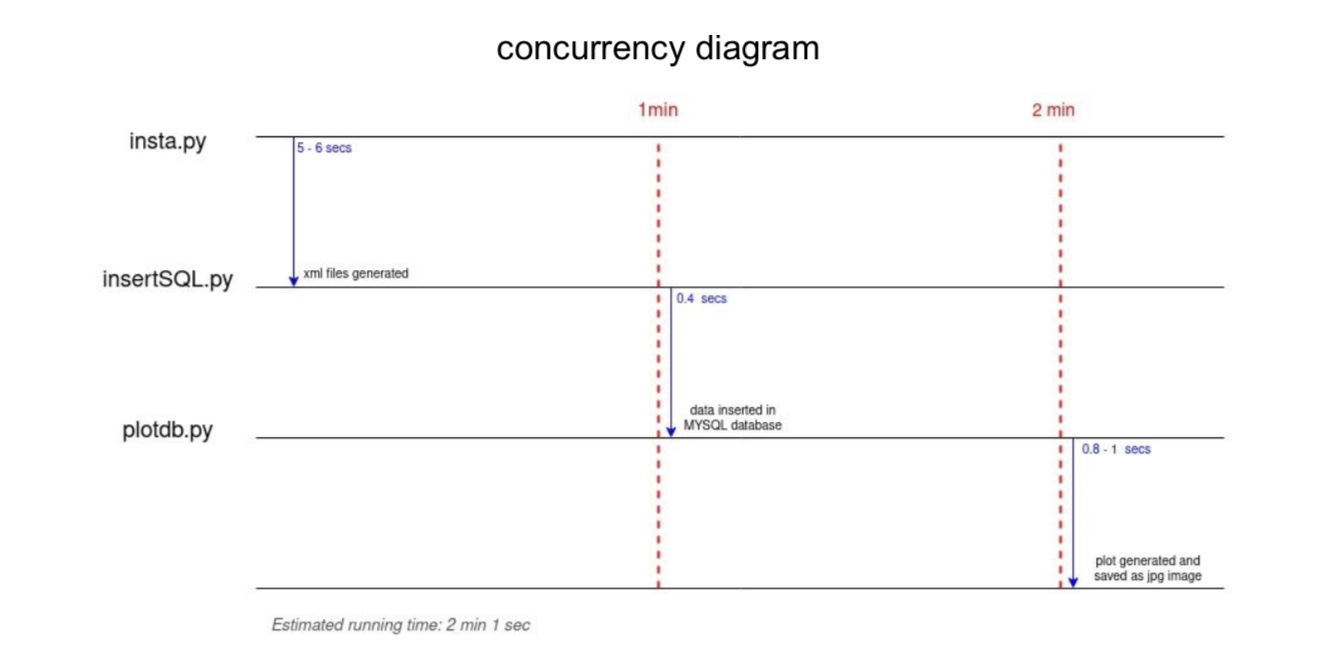 concurrency diagram
1min
2 min
insta.py
5 - 6 secs
xml files generated
insertSQL.py
0.4 secs
data inserted in
MYSQL database
plotdb.py
0.8 - 1 secs
plot generated and
saved as jpg image
Estimated running time: 2 min 1 sec